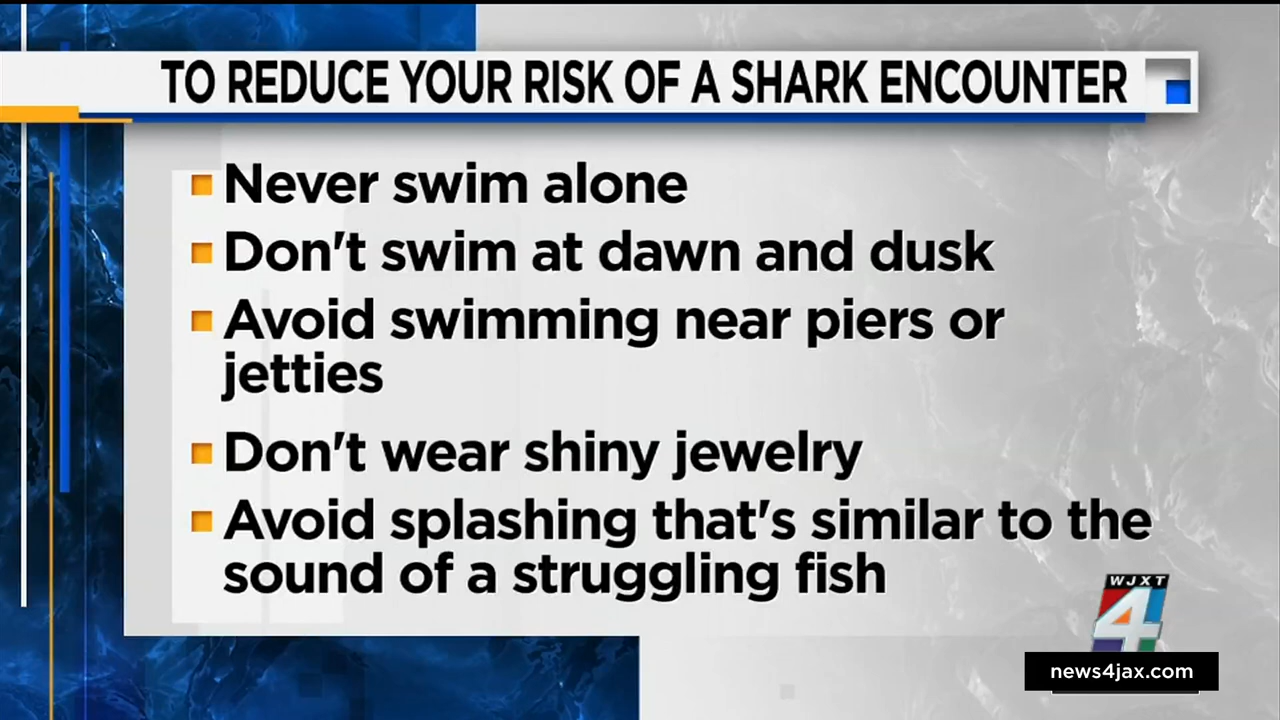 TO REDUCE YOUR RISK OF A SHARK ENCOUNTER
Never swim alone
Don't swim at dawn and dusk
Avoid swimming near piers or
jetties
Don't wear shiny jewelry
Avoid splashing that's similar to the
sound of a struggling fish
WJXT
4
news4jax.com